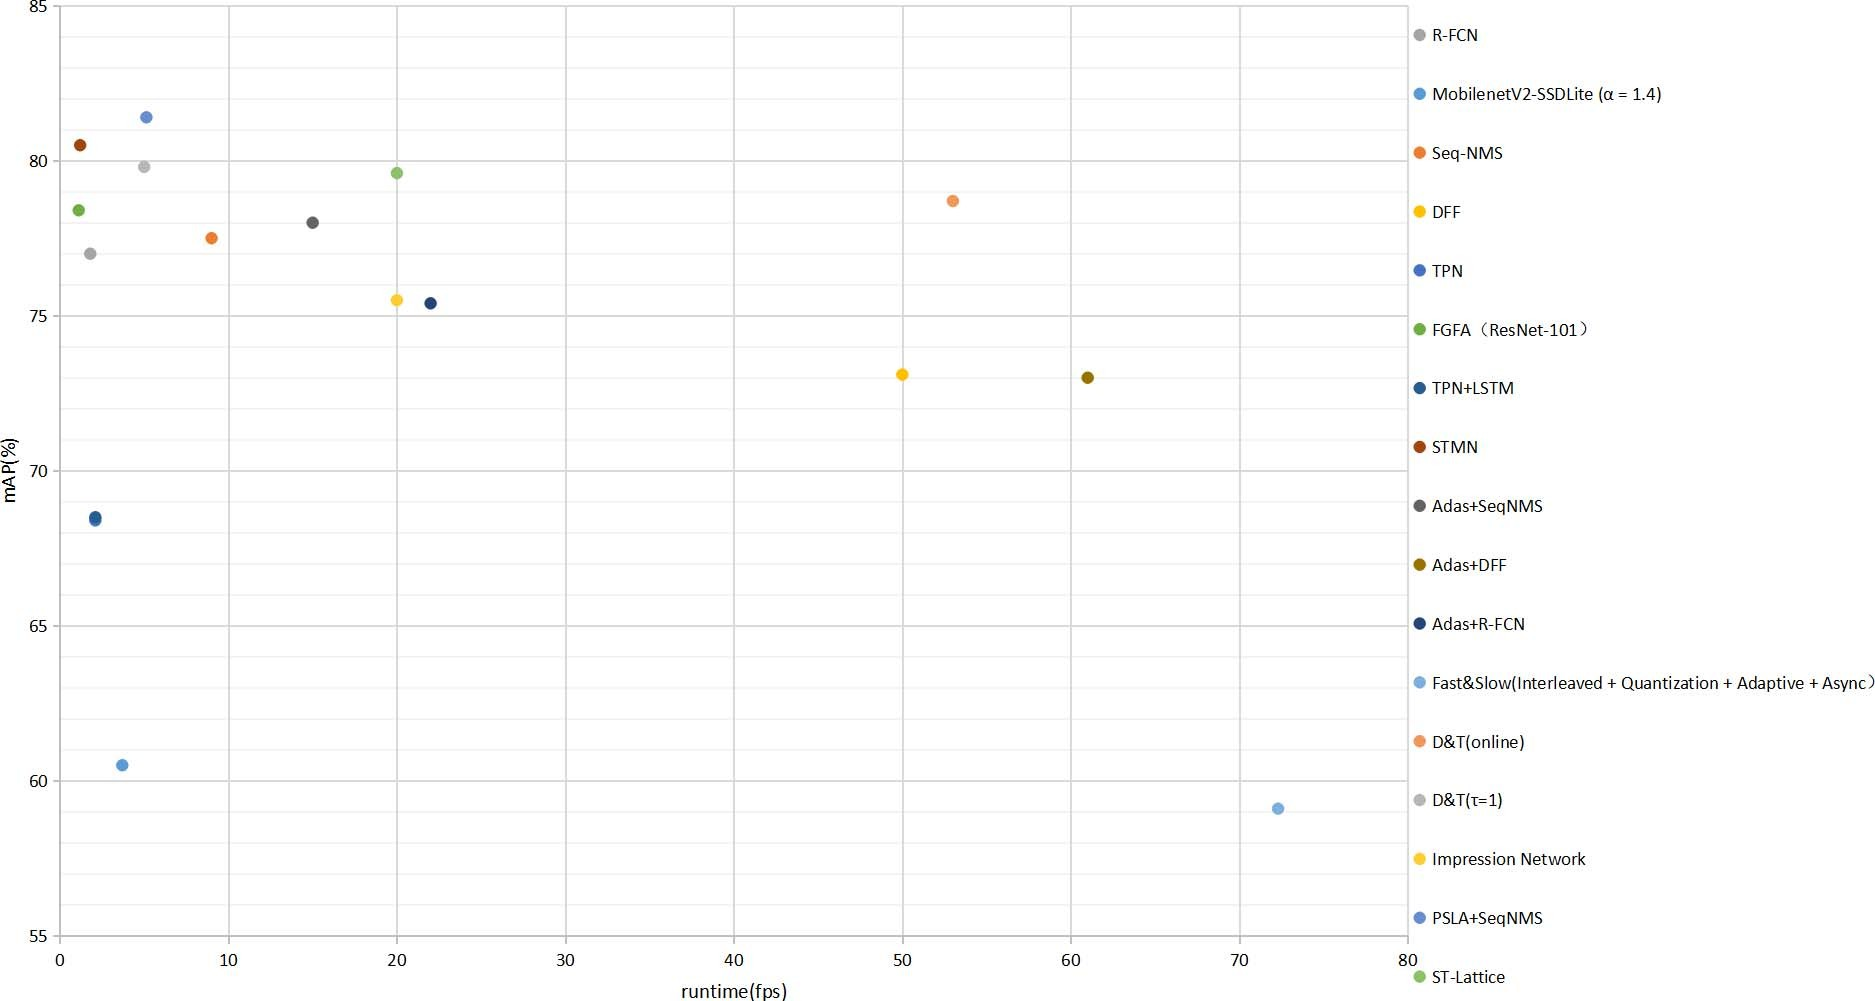 85
80
75
70
65
60
55
mAP(%)
0 10 20 30 40 50 60 70 80
runtime(fps)
R-FCN
MobilenetV2-SSDLite (α = 1.4)
Seq-NMS
DFF
TPN
FGFA（ResNet-101）
TPN+LSTM
STMN
Adas+SeqNMS
Adas+DFF
Adas+R-FCN
Fast&Slow(Interleaved + Quantization + Adaptive + Async）
D&T(online)
D&T(τ=1)
Impression Network
PSLA+SeqNMS
ST-Lattice